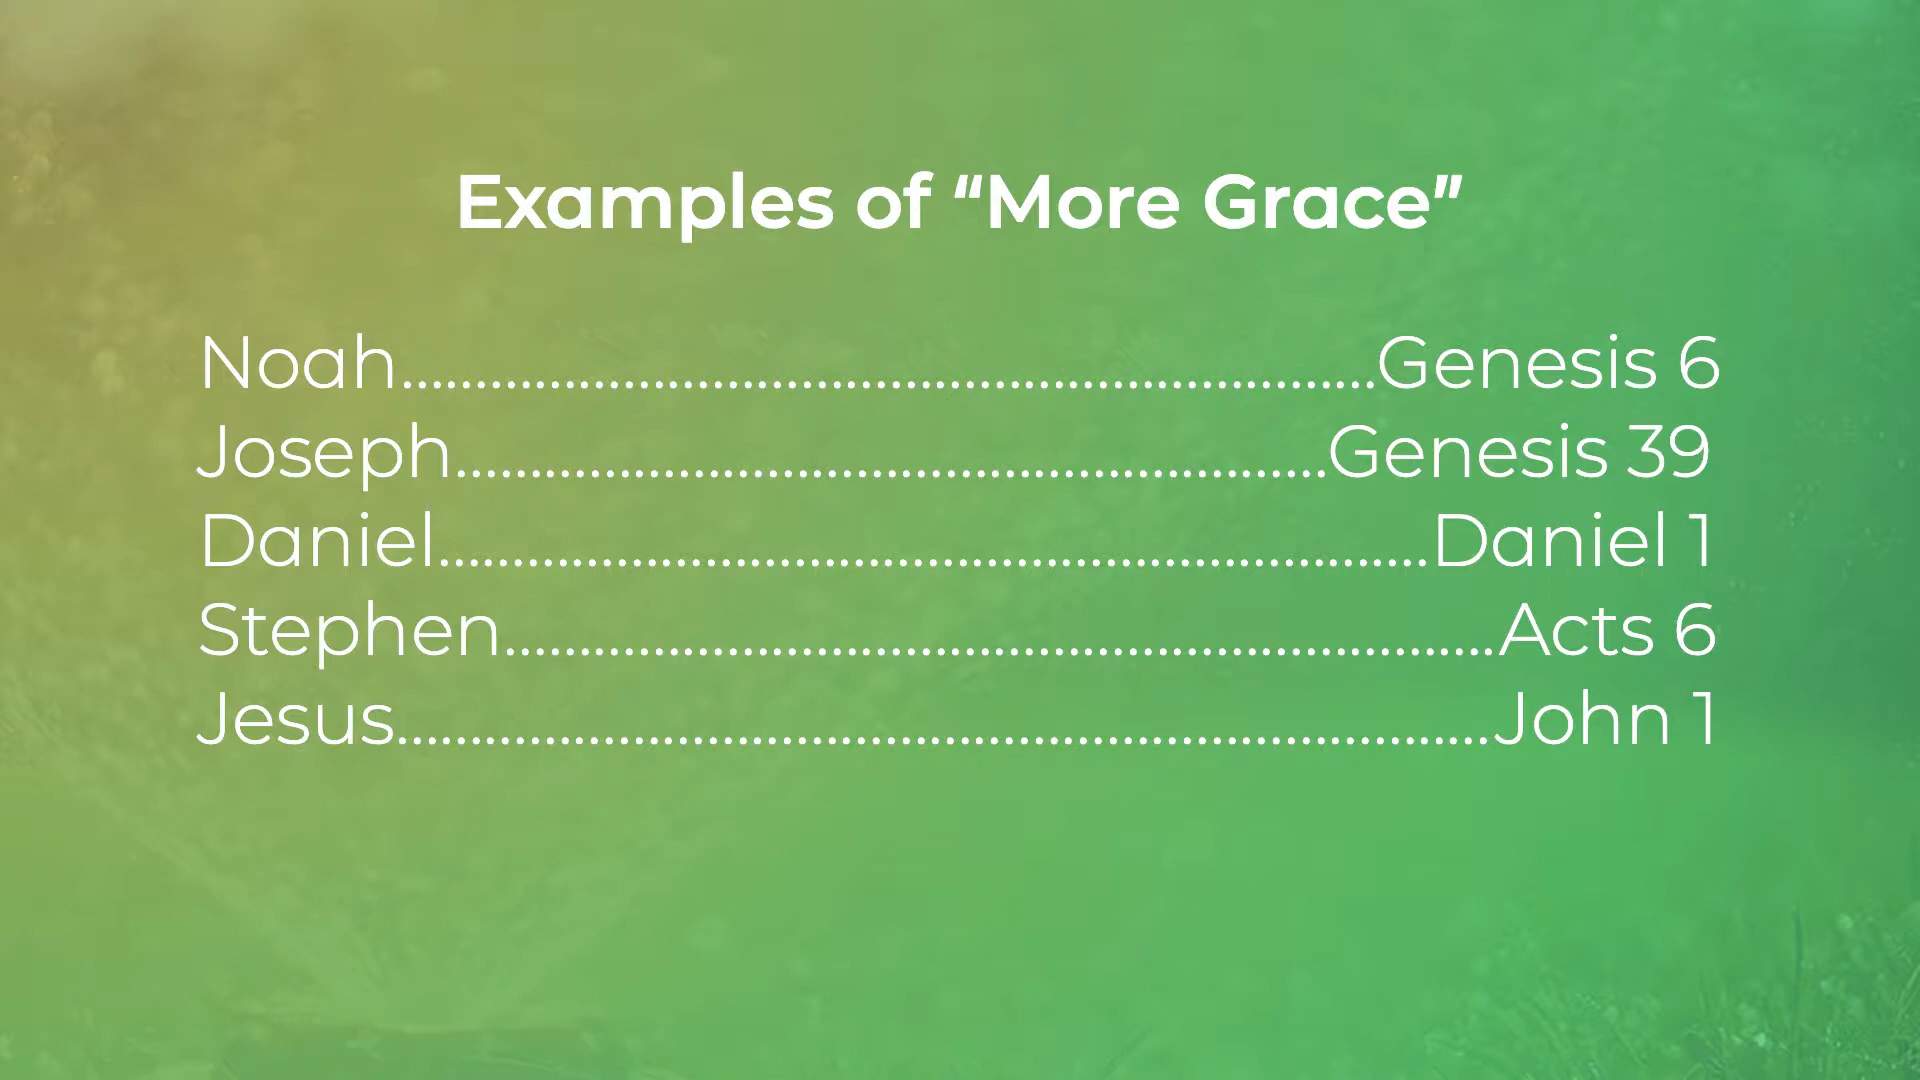 Examples of “More Grace”
Noah..................................................................Genesis 6
Joseph...........................................................Genesis 39
Daniel...................................................................Daniel 1
Stephen...................................................................Acts 6
Jesus..........................................................................John 1